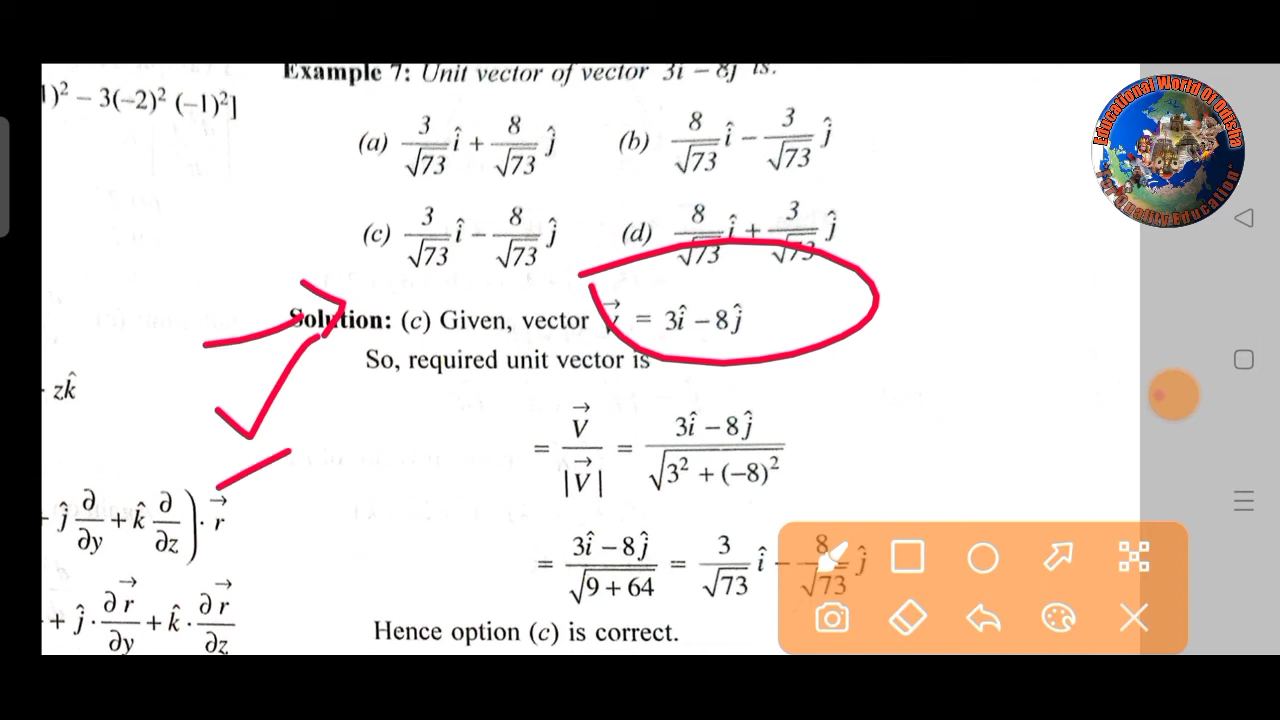 1)² − 3(−2)² (−1)²]
zk̂
ĵ ∂/∂y + k̂ ∂/∂z) · r⃗
+ ĵ · ∂r⃗/∂y + k̂ · ∂r⃗/∂z
Example 7: Unit vector of vector 3î − 8ĵ is:
(a) 3/√73 î + 8/√73 ĵ (b) 8/√73 î − 3/√73 ĵ
(c) 3/√73 î − 8/√73 ĵ (d) 8/√73 î + 3/√73 ĵ
Solution: (c) Given, vector V⃗ = 3î − 8ĵ
So, required unit vector is
= V⃗/|V⃗| = (3î − 8ĵ)/√(3² + (−8)²)
= (3î − 8ĵ)/√(9 + 64) = 3/√73 î − 8/√73 ĵ
Hence option (c) is correct.
Educational World Of Odisha
For Quality Education